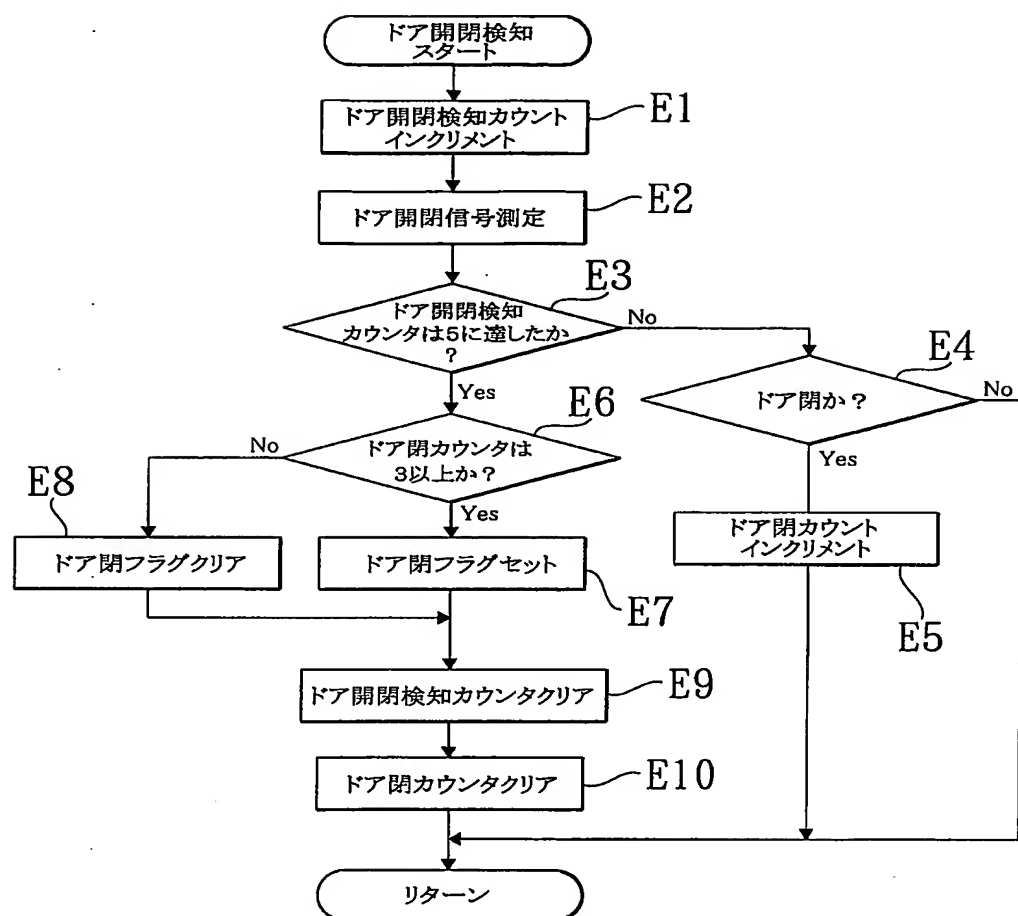 ドア開閉検知
スタート
ドア開閉検知カウント
インクリメント
E1
ドア開閉信号測定
E2
ドア開閉検知
カウンタは5に達したか
?
E3
No
Yes
ドア閉か?
E4
No
Yes
ドア閉カウンタは
3以上か?
E6
No
Yes
E8
ドア閉フラグクリア
ドア閉フラグセット
E7
ドア閉カウント
インクリメント
E5
ドア開閉検知カウンタクリア
E9
ドア閉カウンタクリア
E10
リターン